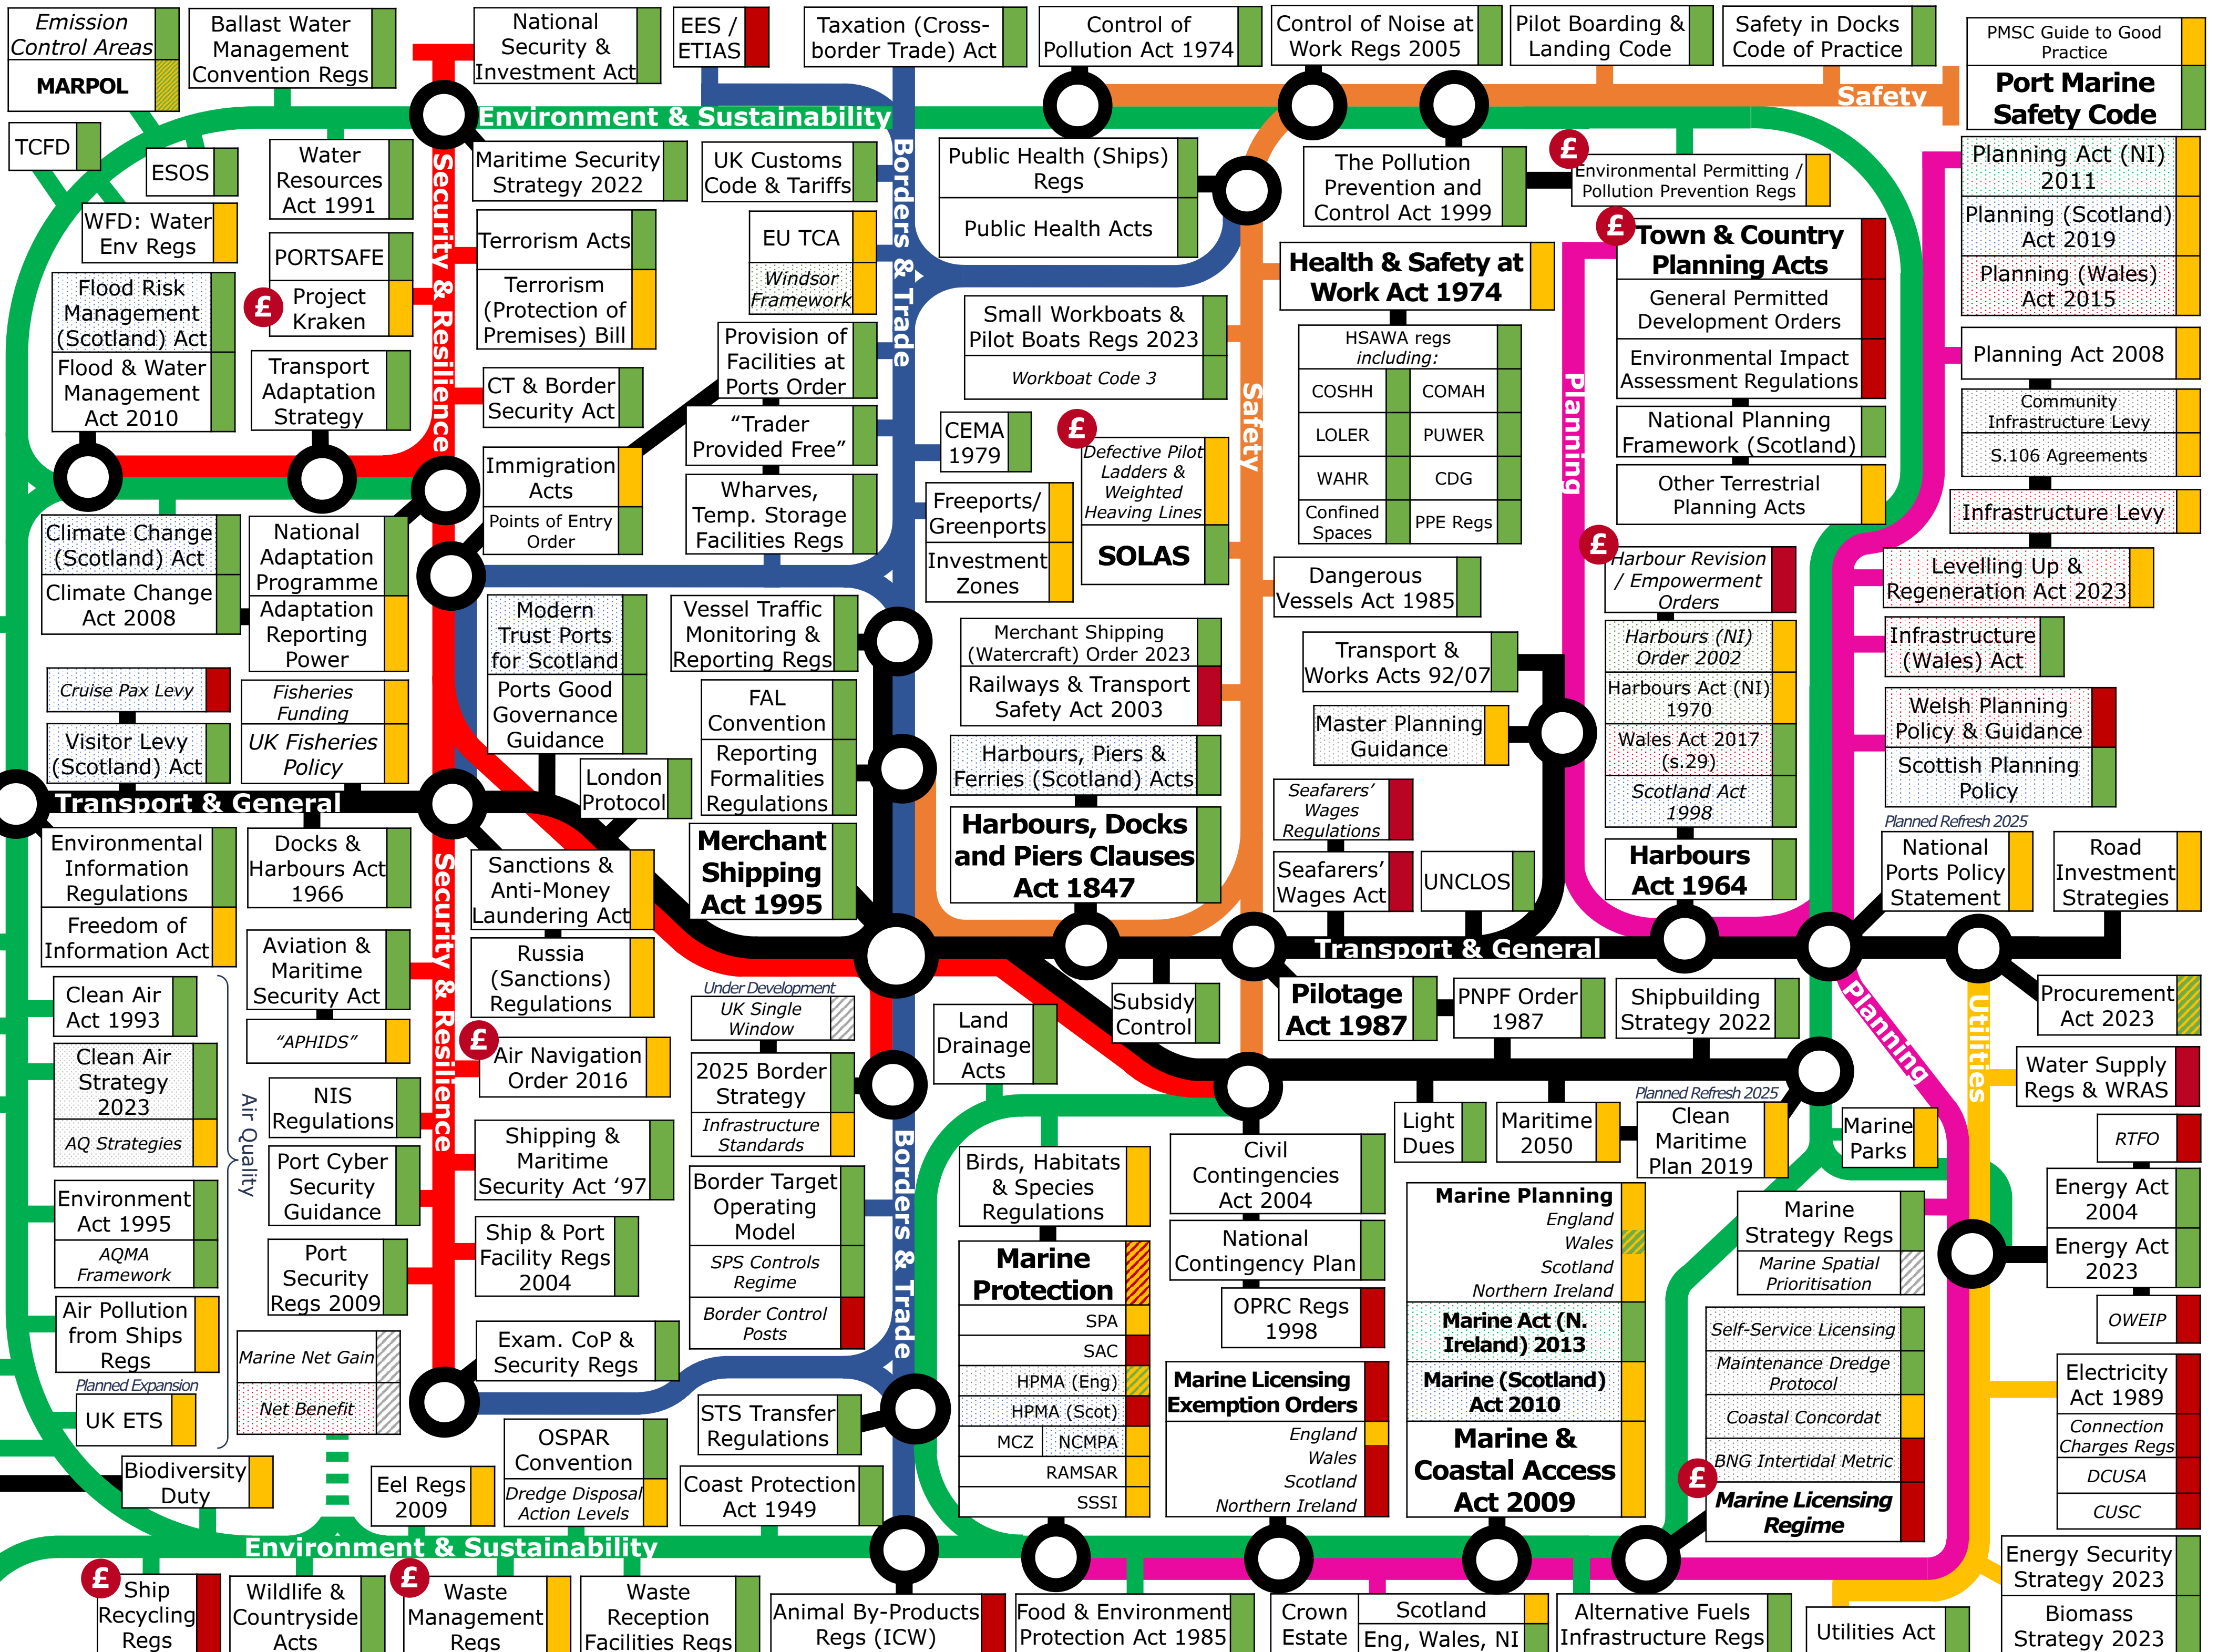 Emission
Control Areas
MARPOL
Ballast Water
Management
Convention Regs
National
Security &
Investment Act
EES /
ETIAS
Taxation (Cross-
border Trade) Act
Control of
Pollution Act 1974
Control of Noise at
Work Regs 2005
Pilot Boarding &
Landing Code
Safety in Docks
Code of Practice
PMSC Guide to Good
Practice
Port Marine
Safety Code
Safety
Environment & Sustainability
TCFD
ESOS
Water
Resources
Act 1991
Maritime Security
Strategy 2022
UK Customs
Code & Tariffs
Borders & Trade
Public Health (Ships)
Regs
Public Health Acts
The Pollution
Prevention and
Control Act 1999
£
Environmental Permitting /
Pollution Prevention Regs
Planning Act (NI)
2011
Planning (Scotland)
Act 2019
Planning (Wales)
Act 2015
WFD: Water
Env Regs
Security & Resilience
Terrorism Acts
Terrorism
(Protection of
Premises) Bill
EU TCA
Windsor
Framework
PORTSAFE
£
Project
Kraken
Flood Risk
Management
(Scotland) Act
Flood & Water
Management
Act 2010
Transport
Adaptation
Strategy
CT & Border
Security Act
Provision of
Facilities at
Ports Order
“Trader
Provided Free”
Wharves,
Temp. Storage
Facilities Regs
Immigration
Acts
Points of Entry
Order
Small Workboats &
Pilot Boats Regs 2023
Workboat Code 3
CEMA
1979
£
Defective Pilot
Ladders &
Weighted
Heaving Lines
SOLAS
Freeports/
Greenports
Investment
Zones
Safety
Health & Safety at
Work Act 1974
HSAWA regs
including:
COSHH
COMAH
LOLER
PUWER
WAHR
CDG
Confined
Spaces
PPE Regs
Dangerous
Vessels Act 1985
Planning
£
Town & Country
Planning Acts
General Permitted
Development Orders
Environmental Impact
Assessment Regulations
National Planning
Framework (Scotland)
Other Terrestrial
Planning Acts
Planning Act 2008
Community
Infrastructure Levy
S.106 Agreements
Infrastructure Levy
Levelling Up &
Regeneration Act 2023
Infrastructure
(Wales) Act
Welsh Planning
Policy & Guidance
Scottish Planning
Policy
£
Harbour Revision
/ Empowerment
Orders
Harbours (NI)
Order 2002
Harbours Act (NI)
1970
Wales Act 2017
(s.29)
Scotland Act
1998
Harbours
Act 1964
Climate Change
(Scotland) Act
Climate Change
Act 2008
National
Adaptation
Programme
Adaptation
Reporting
Power
Cruise Pax Levy
Visitor Levy
(Scotland) Act
Fisheries
Funding
UK Fisheries
Policy
Modern
Trust Ports
for Scotland
Ports Good
Governance
Guidance
London
Protocol
Vessel Traffic
Monitoring &
Reporting Regs
FAL
Convention
Reporting
Formalities
Regulations
Merchant
Shipping
Act 1995
Merchant Shipping
(Watercraft) Order 2023
Railways & Transport
Safety Act 2003
Harbours, Piers &
Ferries (Scotland) Acts
Harbours, Docks
and Piers Clauses
Act 1847
Transport &
Works Acts 92/07
Master Planning
Guidance
Seafarers’
Wages
Regulations
Seafarers’
Wages Act
UNCLOS
Planned Refresh 2025
National
Ports Policy
Statement
Road
Investment
Strategies
Transport & General
Environmental
Information
Regulations
Freedom of
Information Act
Docks &
Harbours Act
1966
Security & Resilience
Sanctions &
Anti-Money
Laundering Act
Russia
(Sanctions)
Regulations
Aviation &
Maritime
Security Act
“APHIDS”
Transport & General
Subsidy
Control
Pilotage
Act 1987
PNPF Order
1987
Shipbuilding
Strategy 2022
Planning
Utilities
Procurement
Act 2023
Clean Air
Act 1993
Clean Air
Strategy
2023
AQ Strategies
Environment
Act 1995
AQMA
Framework
Air Pollution
from Ships
Regs
Planned Expansion
UK ETS
Air Quality
NIS
Regulations
Port Cyber
Security
Guidance
Port
Security
Regs 2009
Marine Net Gain
Net Benefit
£
Air Navigation
Order 2016
Shipping &
Maritime
Security Act ‘97
Ship & Port
Facility Regs
2004
Exam. CoP &
Security Regs
Under Development
UK Single
Window
2025 Border
Strategy
Infrastructure
Standards
Border Target
Operating
Model
SPS Controls
Regime
Border Control
Posts
Borders & Trade
STS Transfer
Regulations
Land
Drainage
Acts
Birds, Habitats
& Species
Regulations
Marine
Protection
SPA
SAC
HPMA (Eng)
HPMA (Scot)
MCZ
NCMPA
RAMSAR
SSSI
Civil
Contingencies
Act 2004
National
Contingency Plan
OPRC Regs
1998
Marine Licensing
Exemption Orders
England
Wales
Scotland
Northern Ireland
Light
Dues
Maritime
2050
Planned Refresh 2025
Clean
Maritime
Plan 2019
Marine
Parks
Marine Planning
England
Wales
Scotland
Northern Ireland
Marine Act (N.
Ireland) 2013
Marine (Scotland)
Act 2010
Marine &
Coastal Access
Act 2009
Marine
Strategy Regs
Marine Spatial
Prioritisation
Self-Service Licensing
Maintenance Dredge
Protocol
Coastal Concordat
BNG Intertidal Metric
£
Marine Licensing
Regime
Water Supply
Regs & WRAS
RTFO
Energy Act
2004
Energy Act
2023
OWEIP
Electricity
Act 1989
Connection
Charges Regs
DCUSA
CUSC
Energy Security
Strategy 2023
Biomass
Strategy 2023
Biodiversity
Duty
Eel Regs
2009
OSPAR
Convention
Dredge Disposal
Action Levels
Coast Protection
Act 1949
Environment & Sustainability
£
Ship
Recycling
Regs
Wildlife &
Countryside
Acts
£
Waste
Management
Regs
Waste
Reception
Facilities Regs
Animal By-Products
Regs (ICW)
Food & Environment
Protection Act 1985
Crown
Estate
Scotland
Eng, Wales, NI
Alternative Fuels
Infrastructure Regs
Utilities Act